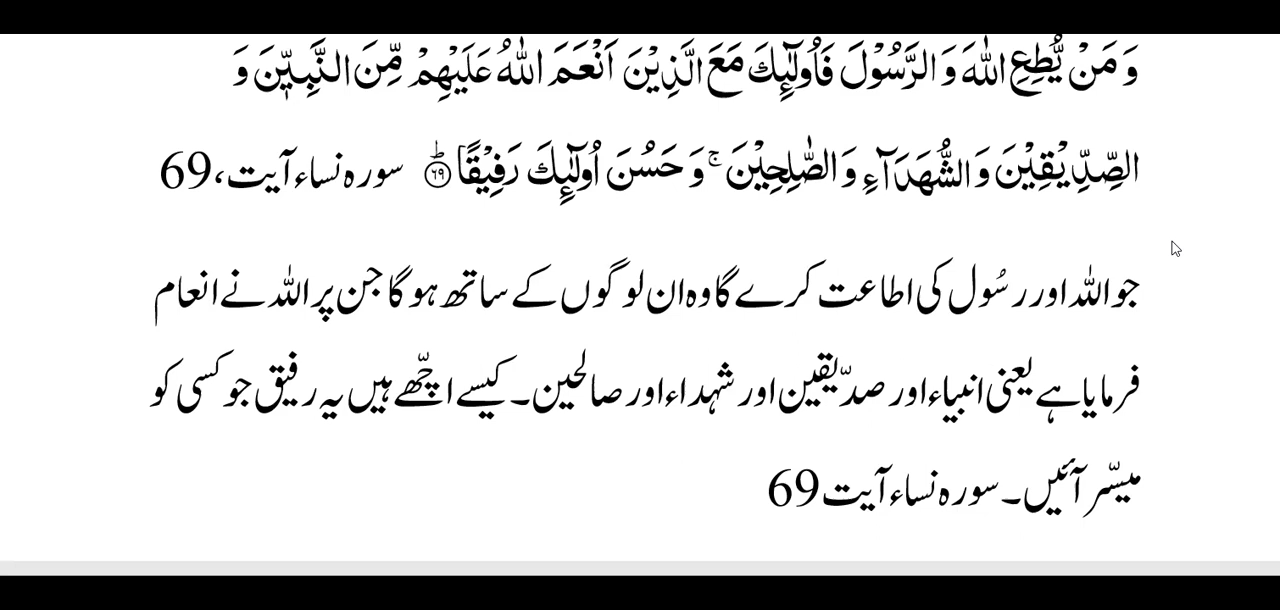 وَ مَنْ یُّطِعِ اللّٰهَ وَ الرَّسُوْلَ فَاُولٰٓىٕكَ مَعَ الَّذِیْنَ اَنْعَمَ اللّٰهُ عَلَیْهِمْ مِّنَ النَّبِیّٖنَ وَ
الصِّدِّیْقِیْنَ وَ الشُّهَدَآءِ وَ الصّٰلِحِیْنَ ۚ وَ حَسُنَ اُولٰٓىٕكَ رَفِیْقًاؕ۝۶۹ سورہ نساء آیت، 69
جو اللہ اور رسُول کی اطاعت کرے گا وہ ان لوگوں کے ساتھ ہوگا جن پر اللہ نے انعام
فرمایا ہے یعنی انبیاء اور صدّیقین اور شہداء اور صالحین۔ کیسے اچّھے ہیں یہ رفیق جو کسی کو
میسّر آئیں۔ سورہ نساء آیت 69